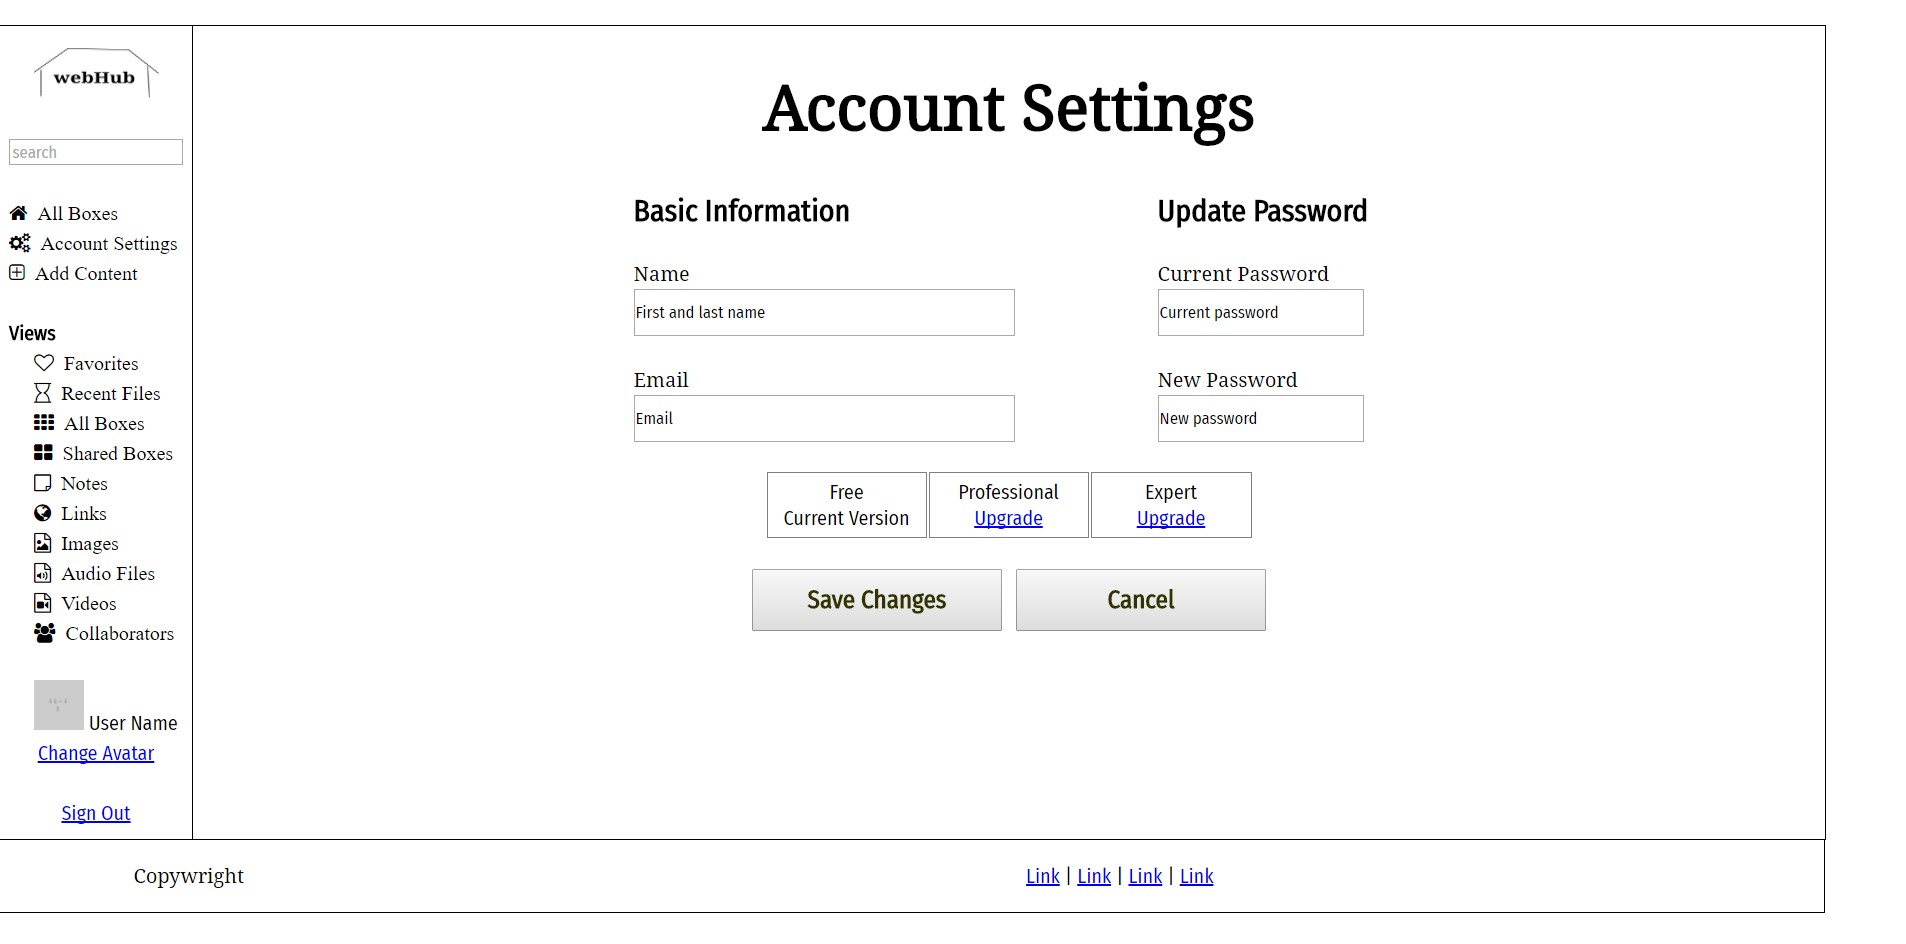 webHub
search
All Boxes
Account Settings
Add Content
Views
Favorites
Recent Files
All Boxes
Shared Boxes
Notes
Links
Images
Audio Files
Videos
Collaborators
User Name
Change Avatar
Sign Out
Account Settings
Basic Information
Name
First and last name
Email
Email
Update Password
Current Password
Current password
New Password
New password
Free
Current Version
Professional
Upgrade
Expert
Upgrade
Save Changes
Cancel
Copywright
Link | Link | Link | Link